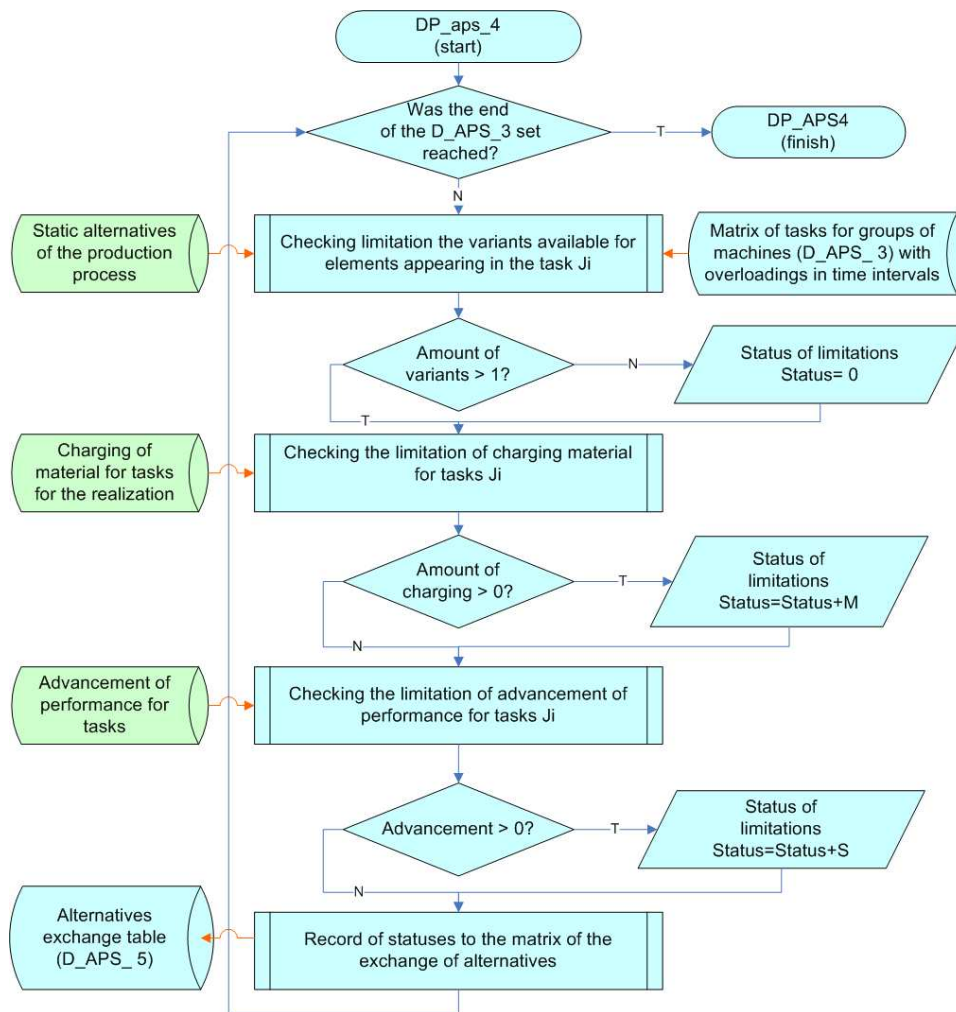 DP_aps_4
(start)
Was the end
of the D_APS_3 set
reached?
T
DP_APS4
(finish)
N
Static alternatives
of the production
process
Checking limitation the variants available for
elements appearing in the task Ji
Matrix of tasks for groups of
machines (D_APS_ 3) with
overloadings in time intervals
Amount of
variants > 1?
N
Status of limitations
Status= 0
T
Charging of
material for tasks
for the realization
Checking the limitation of charging material
for tasks Ji
Amount of
charging > 0?
T
Status of
limitations
Status=Status+M
N
Advancement of
performance for
tasks
Checking the limitation of advancement of
performance for tasks Ji
Advancement > 0?
T
Status of
limitations
Status=Status+S
N
Alternatives
exchange table
(D_APS_ 5)
Record of statuses to the matrix of the
exchange of alternatives